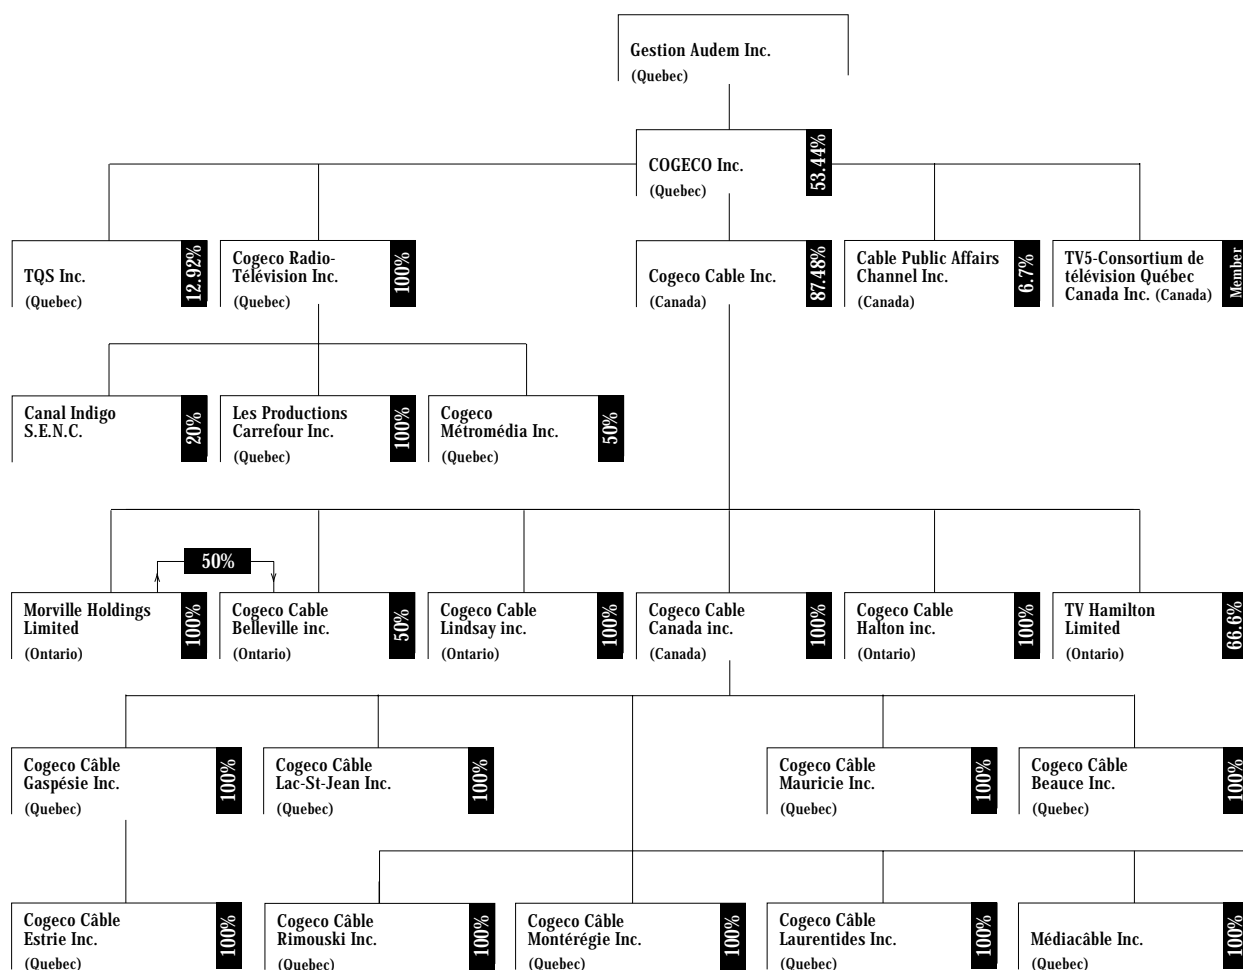 Gestion Audem Inc.
(Quebec)
COGECO Inc.
(Quebec)
53.44%
TQS Inc.
(Quebec)
12.92%
Cogeco Radio-
Télévision Inc.
(Quebec)
100%
Cogeco Cable Inc.
(Canada)
87.48%
Cable Public Affairs
Channel Inc.
(Canada)
6.7%
TV5-Consortium de
télévision Québec
Canada Inc. (Canada)
Member
Canal Indigo
S.E.N.C.
20%
Les Productions
Carrefour Inc.
(Quebec)
100%
Cogeco
Métromédia Inc.
(Quebec)
50%
50%
Morville Holdings
Limited
(Ontario)
100%
Cogeco Cable
Belleville inc.
(Ontario)
50%
Cogeco Cable
Lindsay inc.
(Ontario)
100%
Cogeco Cable
Canada inc.
(Canada)
100%
Cogeco Cable
Halton inc.
(Ontario)
100%
TV Hamilton
Limited
(Ontario)
66.6%
Cogeco Câble
Gaspésie Inc.
(Quebec)
100%
Cogeco Câble
Lac-St-Jean Inc.
(Quebec)
100%
Cogeco Câble
Mauricie Inc.
(Quebec)
100%
Cogeco Câble
Beauce Inc.
(Quebec)
100%
Cogeco Câble
Estrie Inc.
(Quebec)
100%
Cogeco Câble
Rimouski Inc.
(Quebec)
100%
Cogeco Câble
Montérégie Inc.
(Quebec)
100%
Cogeco Câble
Laurentides Inc.
(Quebec)
100%
Médiacâble Inc.
(Quebec)
100%